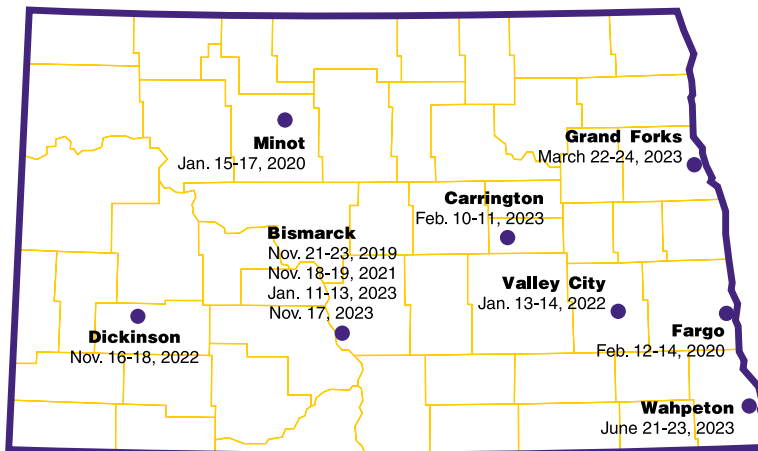 Minot
Jan. 15-17, 2020
Grand Forks
March 22-24, 2023
Carrington
Feb. 10-11, 2023
Bismarck
Nov. 21-23, 2019
Nov. 18-19, 2021
Jan. 11-13, 2023
Nov. 17, 2023
Valley City
Jan. 13-14, 2022
Dickinson
Nov. 16-18, 2022
Fargo
Feb. 12-14, 2020
Wahpeton
June 21-23, 2023